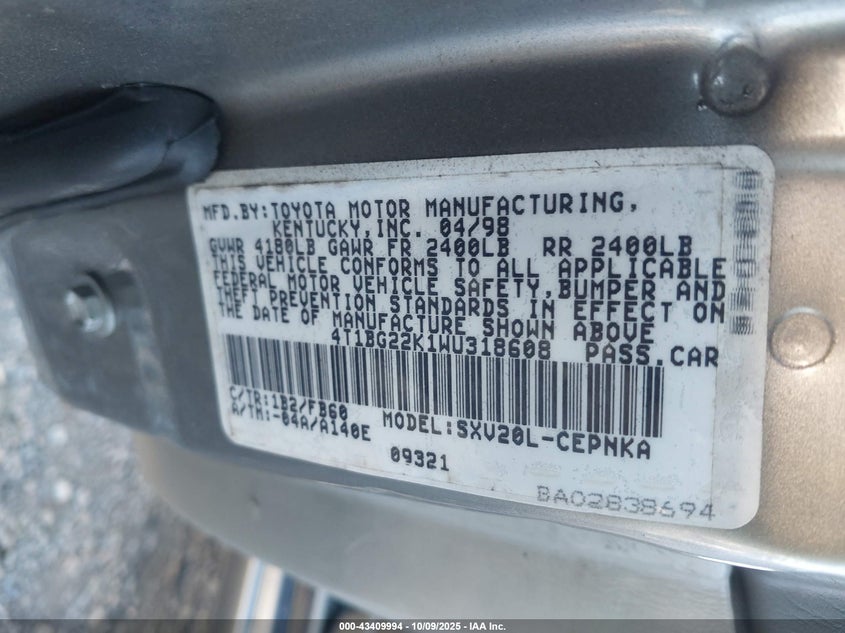 MFD.BY:TOYOTA MOTOR MANUFACTURING,
KENTUCKY,INC. 04/98
GVWR 4180LB GAWR FR 2400LB RR 2400LB
THIS VEHICLE CONFORMS TO ALL APPLICABLE
FEDERAL MOTOR VEHICLE SAFETY,BUMPER AND
THEFT PREVENTION STANDARDS IN EFFECT ON
THE DATE OF MANUFACTURE SHOWN ABOVE
4T1BG22K1WU318608 PASS.CAR
C/TR:1B2/FB60
A/TM:-04A/A140E
MODEL:SXV20L-CEPNKA
09321
BA02838694
000-43409994 | 10/09/2025 - IAA Inc.